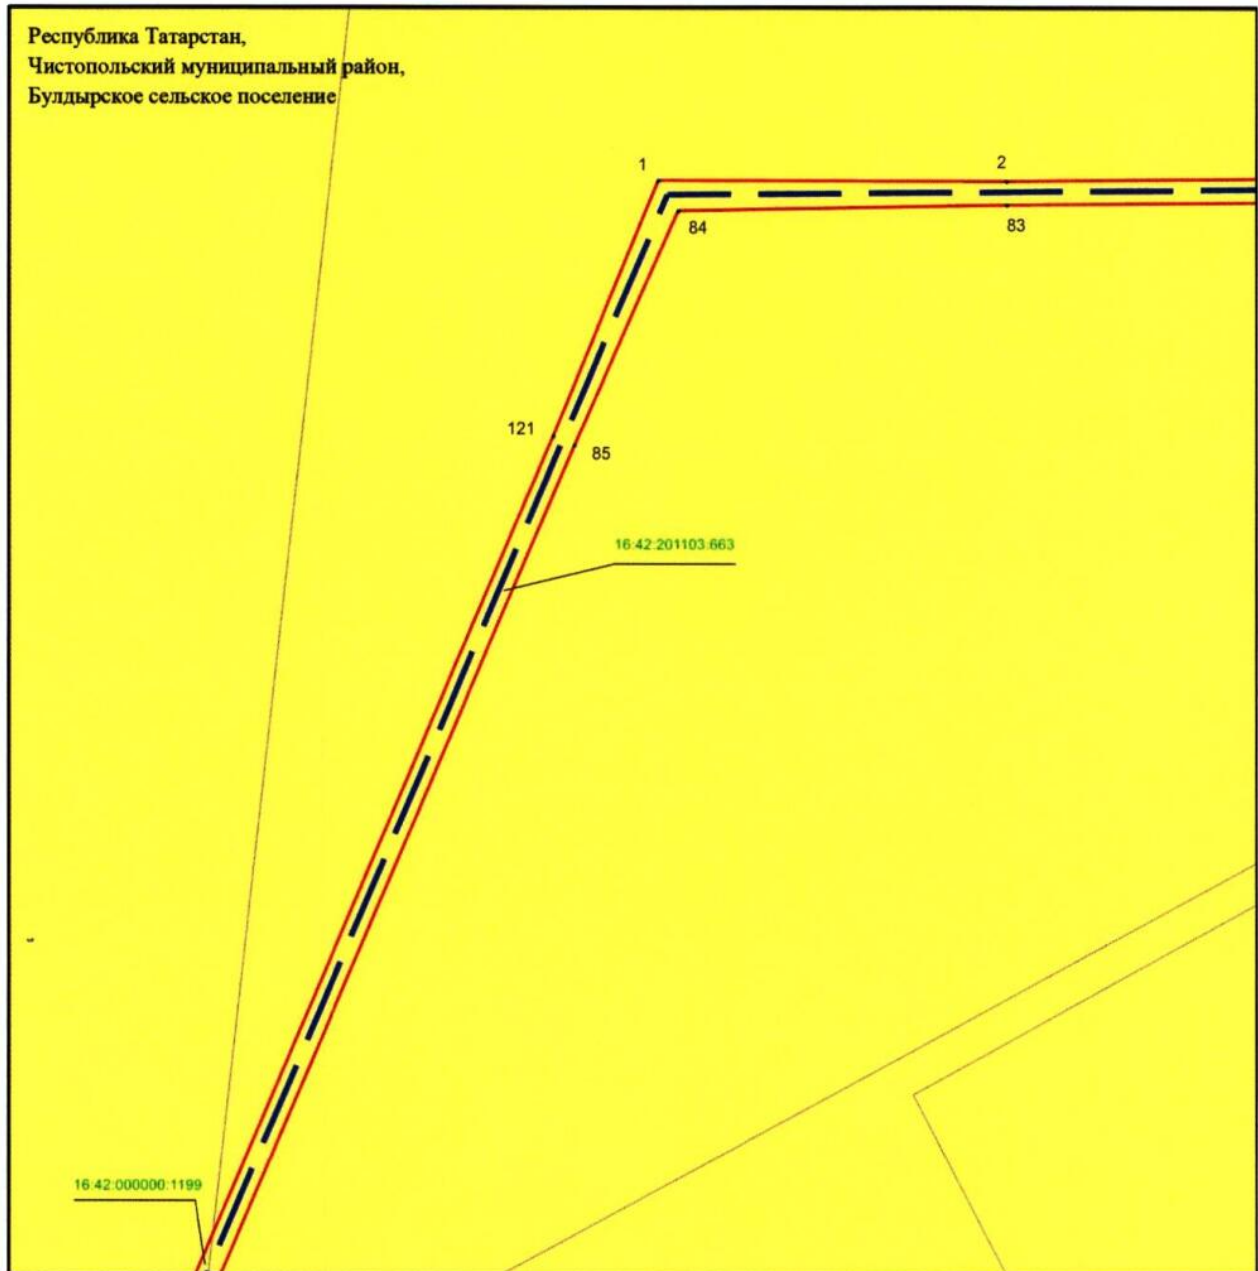 Республика Татарстан,
Чистопольский муниципальный район,
Булдырское сельское поселение
1
2
84
83
121
85
16:42:201103:663
16:42:000000:1199